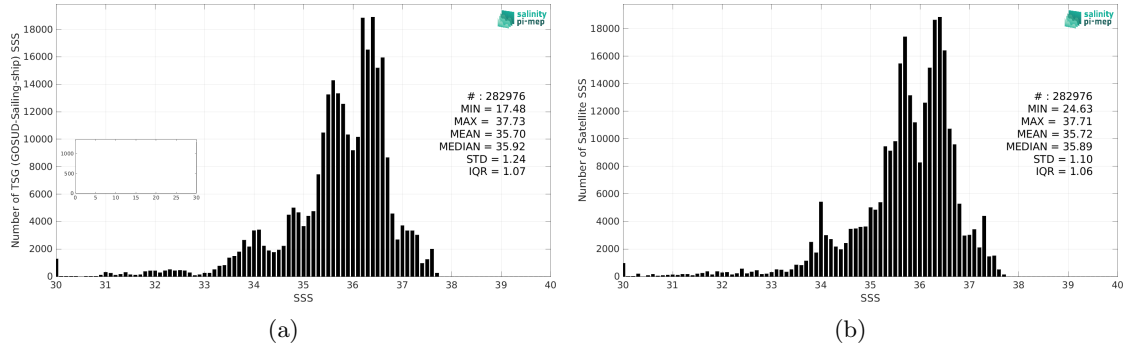 salinity
pi-mep
18000
16000
14000
12000
10000
8000
6000
4000
2000
0
Number of TSG (GOSUD-Sailing-ship) SSS
# : 282976
MIN = 17.48
MAX = 37.73
MEAN = 35.70
MEDIAN = 35.92
STD = 1.24
IQR = 1.07
1000
500
0
0 5 10 15 20 25 30
30 31 32 33 34 35 36 37 38 39 40
SSS
(a)
salinity
pi-mep
18000
16000
14000
12000
10000
8000
6000
4000
2000
0
Number of Satellite SSS
# : 282976
MIN = 24.63
MAX = 37.71
MEAN = 35.72
MEDIAN = 35.89
STD = 1.10
IQR = 1.06
30 31 32 33 34 35 36 37 38 39 40
SSS
(b)